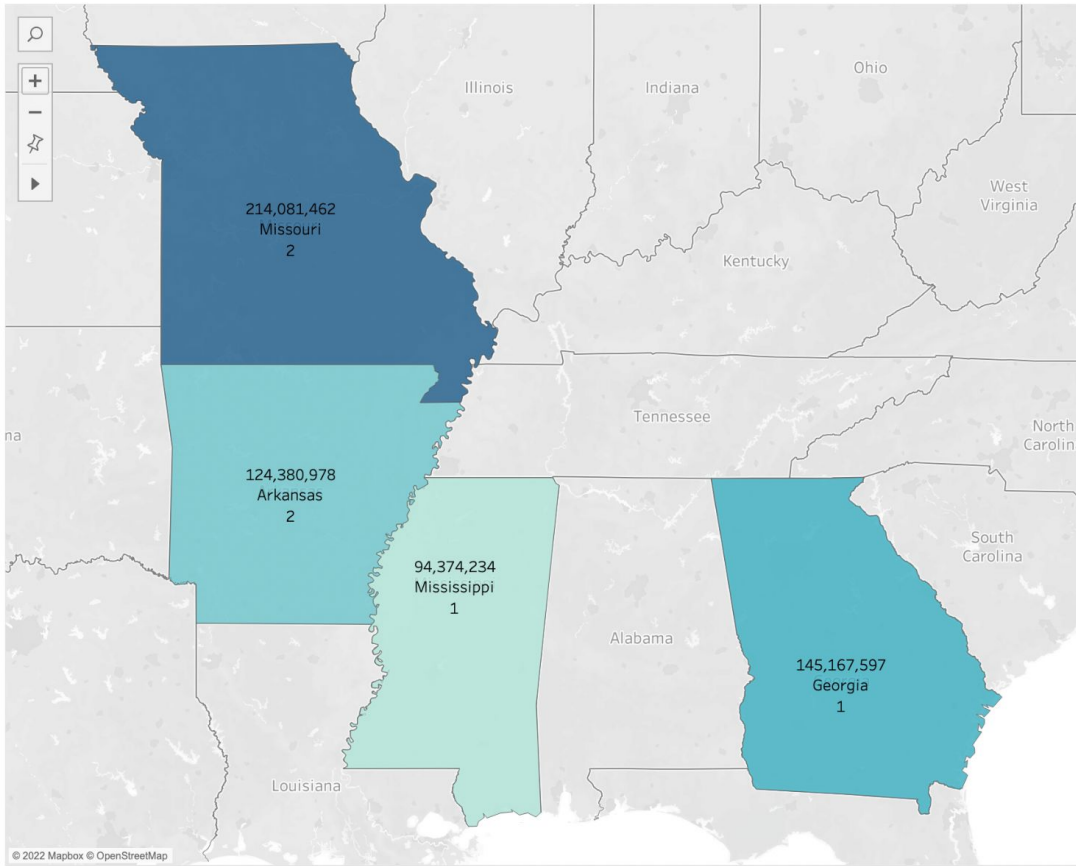 Ohio
Illinois
Indiana
West
Virginia
214,081,462
Missouri
2
Kentucky
Tennessee
North
Carolin
ma
124,380,978
Arkansas
2
South
Carolina
94,374,234
Mississippi
1
Alabama
145,167,597
Georgia
1
Louisiana
© 2022 Mapbox © OpenStreetMap